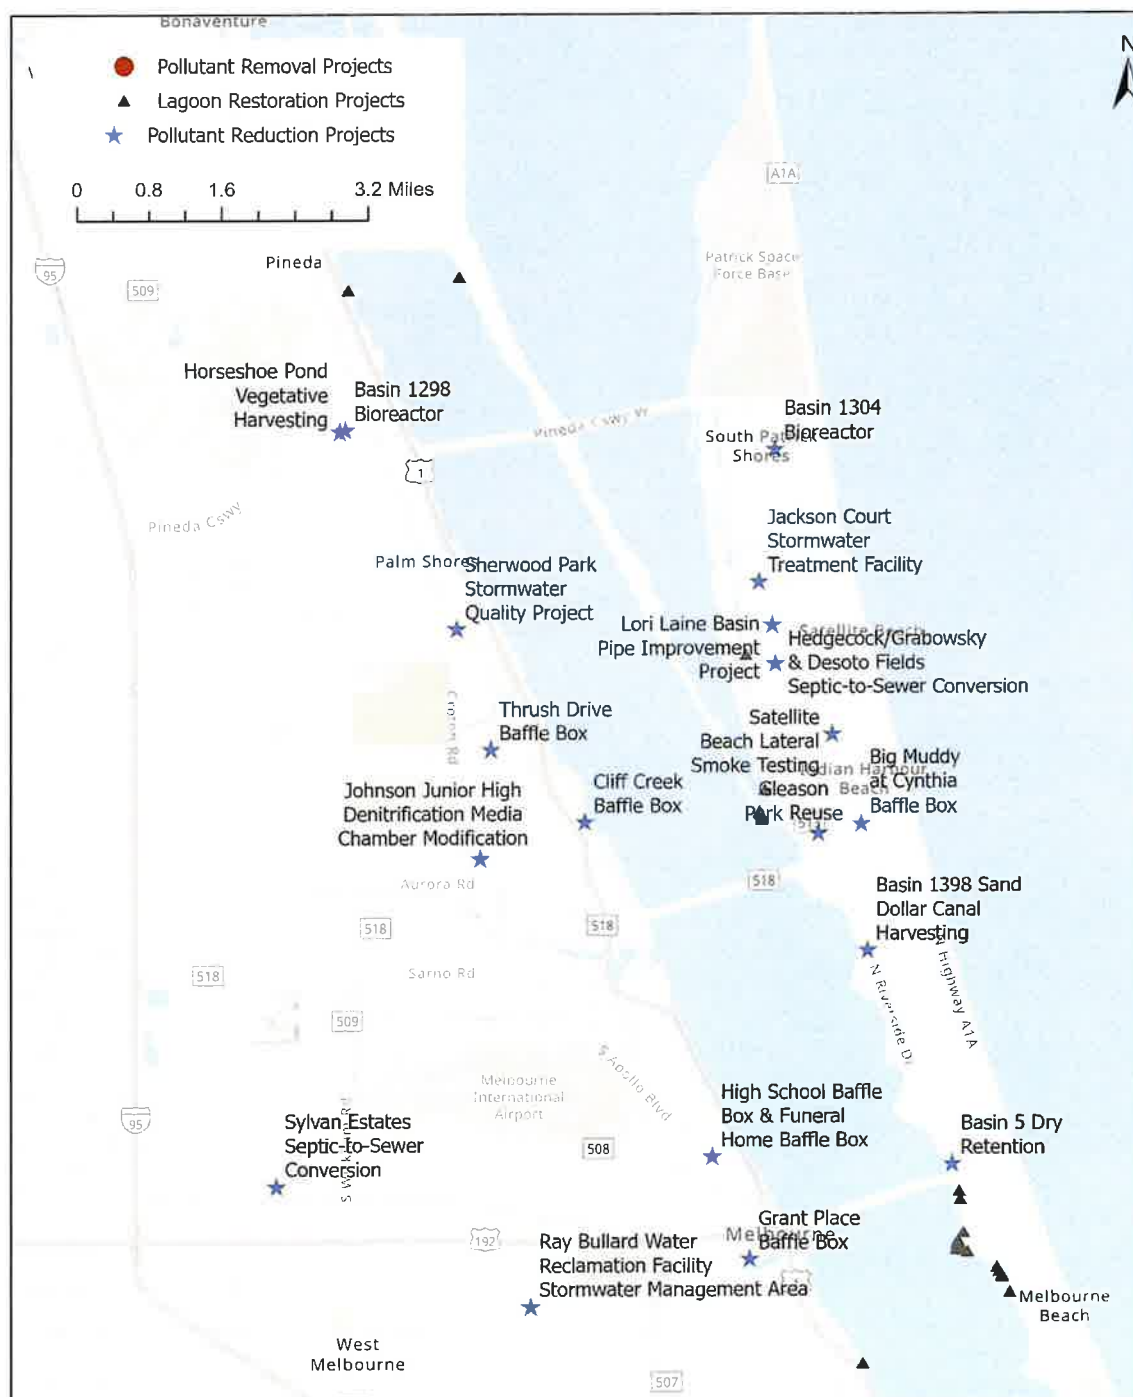 Bonaventure
Pollutant Removal Projects
Lagoon Restoration Projects
Pollutant Reduction Projects
0 0.8 1.6 3.2 Miles
N
A1A
Patrick Space
Force Base
95
509
Pineda
Horseshoe Pond
Vegetative
Harvesting
Basin 1298
Bioreactor
Pineda Cswy W
Basin 1304
Bioreactor
South Patrick
Shores
1
Pineda Cswy
Jackson Court
Stormwater
Treatment Facility
Palm Shores
Sherwood Park
Stormwater
Quality Project
Lori Laine Basin
Pipe Improvement
Project
Satellite Beach
Hedgecock/Grabowsky
& Desoto Fields
Septic-to-Sewer Conversion
Croton Rd
Thrush Drive
Baffle Box
Satellite
Beach Lateral
Smoke Testing
Big Muddy
at Cynthia
Baffle Box
Indian Harbour
Beach
Cliff Creek
Baffle Box
Gleason
Park Reuse
513
Johnson Junior High
Denitrification Media
Chamber Modification
Aurora Rd
518
Basin 1398 Sand
Dollar Canal
Harvesting
518
518
518
Sarno Rd
N Highway A1A
N Riverside Dr
509
S Apollo Blvd
Melbourne
International
Airport
High School Baffle
Box & Funeral
Home Baffle Box
95
Sylvan Estates
Septic-to-Sewer
Conversion
S Wickham Rd
508
Basin 5 Dry
Retention
192
Melbourne
Grant Place
Baffle Box
Ray Bullard Water
Reclamation Facility
Stormwater Management Area
Melbourne
Beach
West
Melbourne
507